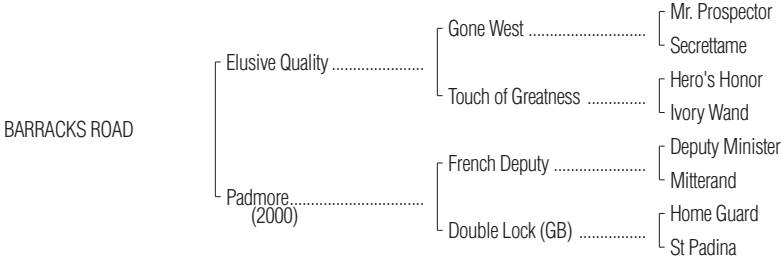 Mr. Prospector
Gone West ............................
Secrettame
Elusive Quality ......................
Hero's Honor
Touch of Greatness ..............
Ivory Wand
BARRACKS ROAD
Deputy Minister
French Deputy ......................
Mitterand
Padmore................................
(2000)
Home Guard
Double Lock (GB) ................
St Padina